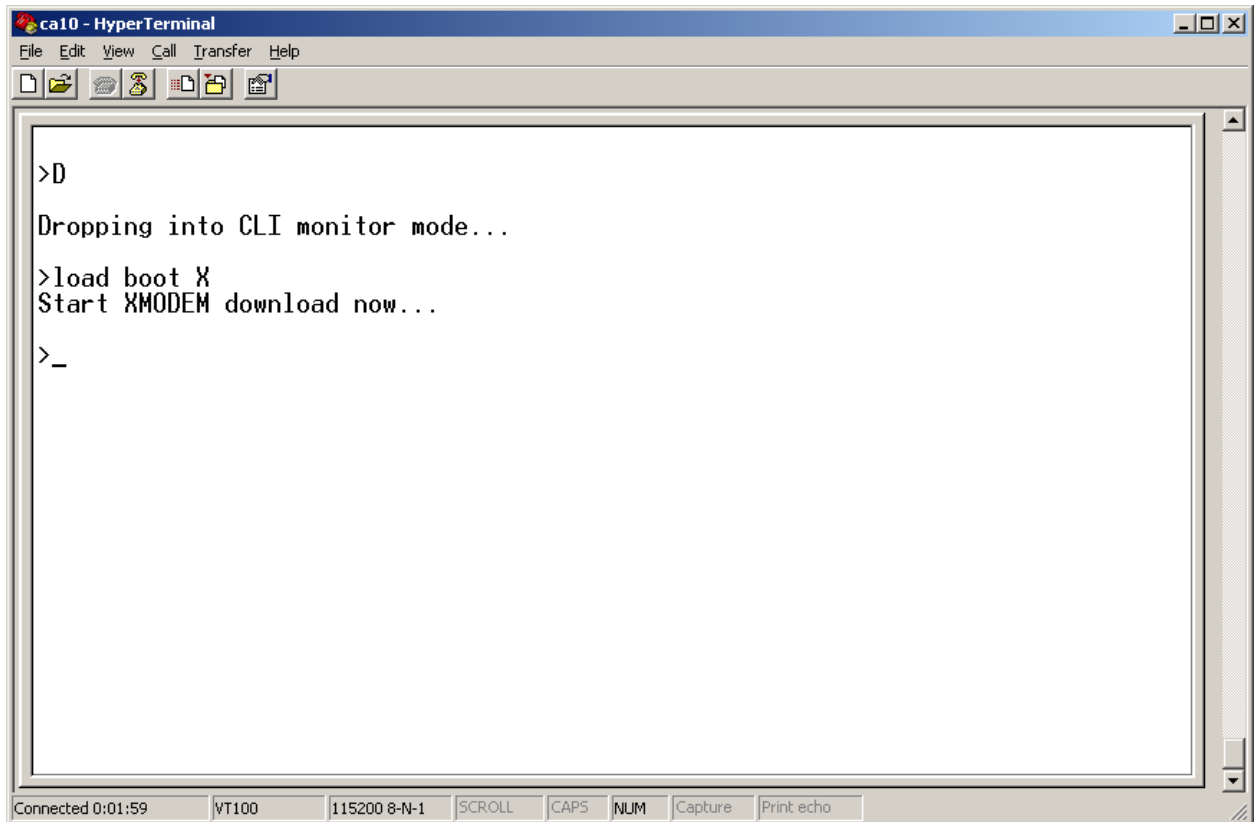 ca10 - HyperTerminal
File Edit View Call Transfer Help
>D
Dropping into CLI monitor mode...
>load boot X
Start XMODEM download now...
>_
Connected 0:01:59 VT100 115200 8-N-1 SCROLL CAPS NUM Capture Print echo